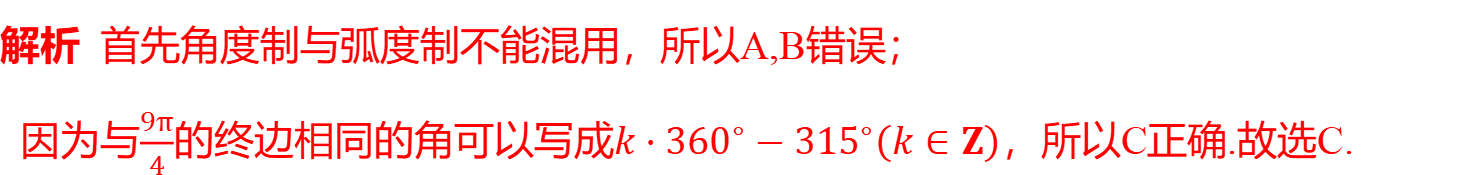 解析 首先角度制与弧度制不能混用，所以A,B错误；
因为与9π/4的终边相同的角可以写成k · 360° − 315°(k ∈ Z)，所以C正确.故选C.